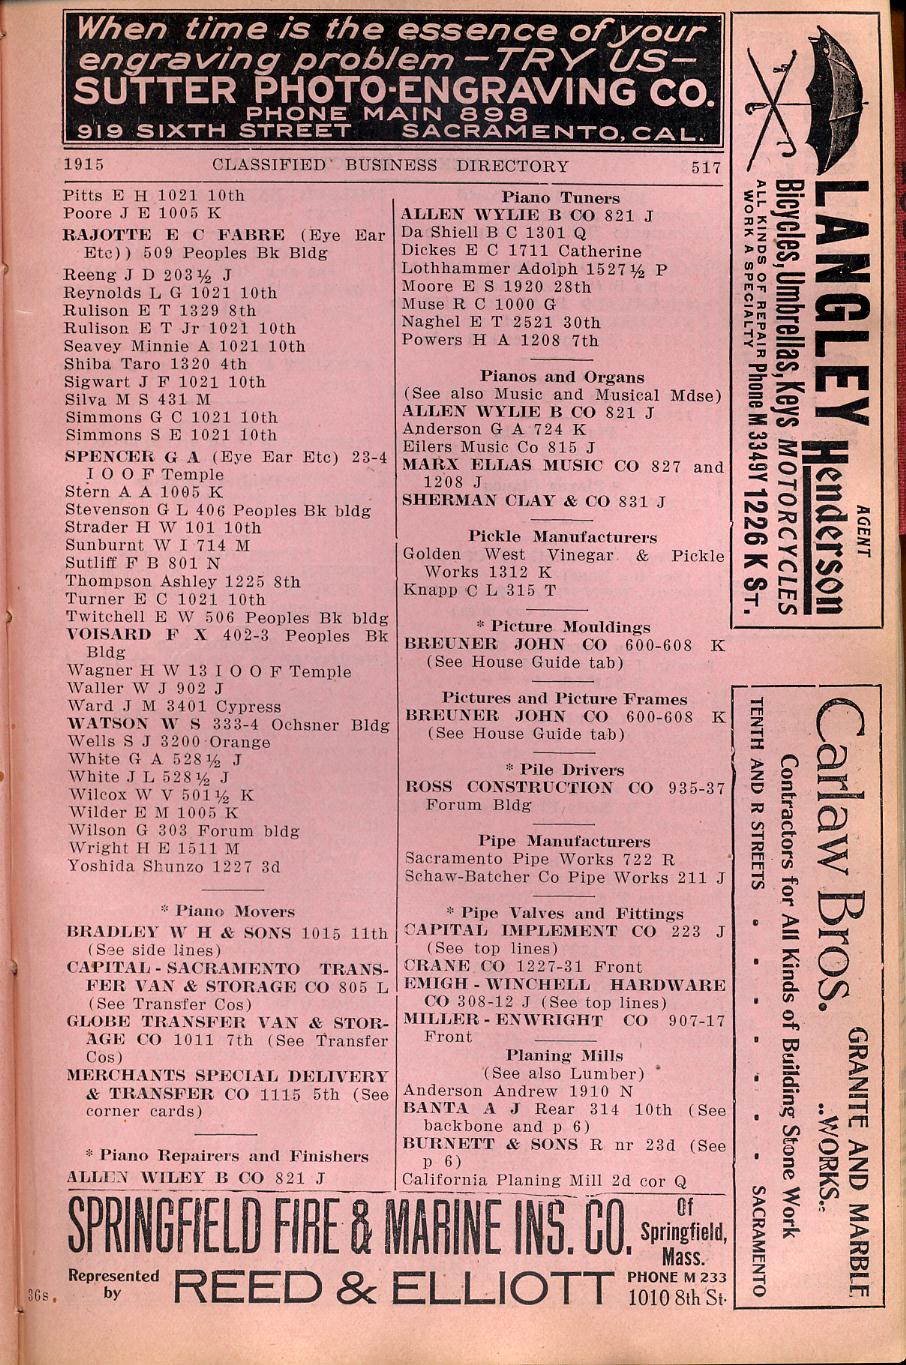 When time is the essence of your
engraving problem — TRY US —
SUTTER PHOTO-ENGRAVING CO.
PHONE MAIN 898
919 SIXTH STREET SACRAMENTO, CAL.
1915 CLASSIFIED BUSINESS DIRECTORY 517
Pitts E H 1021 10th
Poore J E 1005 K
RAJOTTE E C FABRE (Eye Ear
Etc)) 509 Peoples Bk Bldg
Reeng J D 203½ J
Reynolds L G 1021 10th
Rulison E T 1329 8th
Rulison E T Jr 1021 10th
Seavey Minnie A 1021 10th
Shiba Taro 1320 4th
Sigwart J F 1021 10th
Silva M S 431 M
Simmons G C 1021 10th
Simmons S E 1021 10th
SPENCER G A (Eye Ear Etc) 23-4
I O O F Temple
Stern A A 1005 K
Stevenson G L 406 Peoples Bk bldg
Strader H W 101 10th
Sunburnt W I 714 M
Sutliff F B 801 N
Thompson Ashley 1225 8th
Turner E C 1021 10th
Twitchell E W 506 Peoples Bk bldg
VOISARD F X 402-3 Peoples Bk
Bldg
Wagner H W 13 I O O F Temple
Waller W J 902 J
Ward J M 3401 Cypress
WATSON W S 333-4 Ochsner Bldg
Wells S J 3200 Orange
White G A 528½ J
White J L 528½ J
Wilcox W V 501½ K
Wilder E M 1005 K
Wilson G 303 Forum bldg
Wright H E 1511 M
Yoshida Shunzo 1227 3d
* Piano Movers
BRADLEY W H & SONS 1015 11th
(See side lines)
CAPITAL - SACRAMENTO TRANS-
FER VAN & STORAGE CO 805 L
(See Transfer Cos)
GLOBE TRANSFER VAN & STOR-
AGE CO 1011 7th (See Transfer
Cos)
MERCHANTS SPECIAL DELIVERY
& TRANSFER CO 1115 5th (See
corner cards)
* Piano Repairers and Finishers
ALLEN WILEY B CO 821 J
Piano Tuners
ALLEN WYLIE B CO 821 J
Da Shiell B C 1301 Q
Dickes E C 1711 Catherine
Lothhammer Adolph 1527½ P
Moore E S 1920 28th
Muse R C 1000 G
Naghel E T 2521 30th
Powers H A 1208 7th
Pianos and Organs
(See also Music and Musical Mdse)
ALLEN WYLIE B CO 821 J
Anderson G A 724 K
Eilers Music Co 815 J
MARX ELLAS MUSIC CO 827 and
1208 J
SHERMAN CLAY & CO 831 J
Pickle Manufacturers
Golden West Vinegar & Pickle
Works 1312 K
Knapp C L 315 T
* Picture Mouldings
BREUNER JOHN CO 600-608 K
(See House Guide tab)
Pictures and Picture Frames
BREUNER JOHN CO 600-608 K
(See House Guide tab)
* Pile Drivers
ROSS CONSTRUCTION CO 935-37
Forum Bldg
Pipe Manufacturers
Sacramento Pipe Works 722 R
Schaw-Batcher Co Pipe Works 211 J
* Pipe Valves and Fittings
CAPITAL IMPLEMENT CO 223 J
(See top lines)
CRANE CO 1227-31 Front
EMIGH - WINCHELL HARDWARE
CO 308-12 J (See top lines)
MILLER - ENWRIGHT CO 907-17
Front
Planing Mills
(See also Lumber)
Anderson Andrew 1910 N
BANTA A J Rear 314 10th (See
backbone and p 6)
BURNETT & SONS R nr 23d (See
p 6)
California Planing Mill 2d cor Q
LANGLEY AGENT Henderson
Bicycles, Umbrellas, Keys MOTORCYCLES
ALL KINDS OF REPAIR
WORK A SPECIALTY
Phone M 3349Y 1226 K ST.
Carlaw Bros. GRANITE AND MARBLE
..WORKS..
Contractors for All Kinds of Building Stone Work
TENTH AND R STREETS SACRAMENTO
SPRINGFIELD FIRE & MARINE INS. CO. Of
Springfield,
Mass.
Represented
by REED & ELLIOTT PHONE M 233
1010 8th St.
36s.